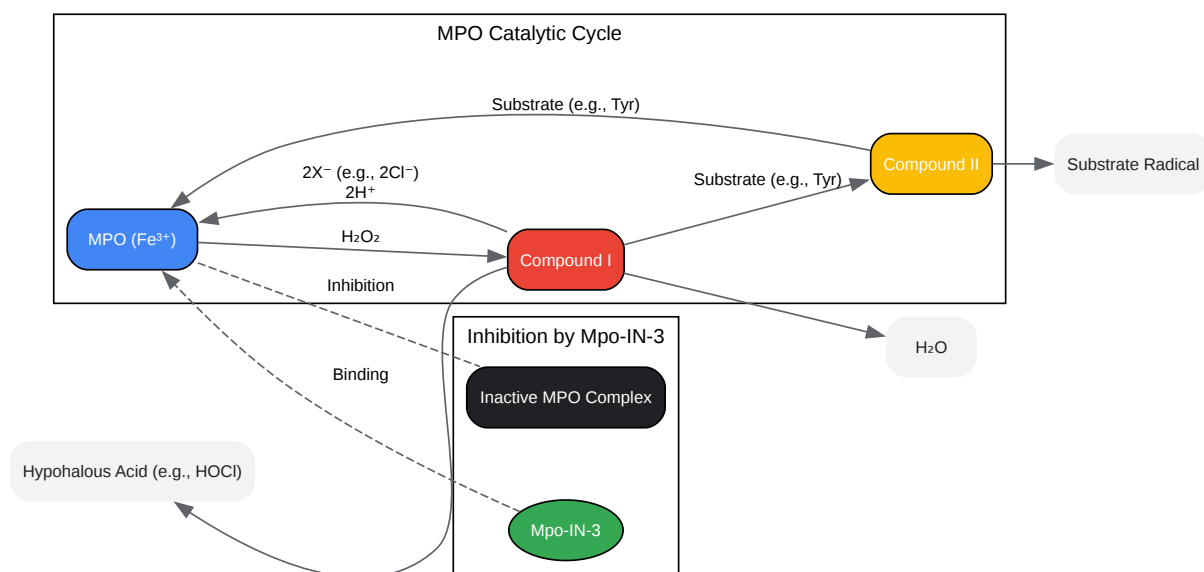 MPO Catalytic Cycle
Substrate (e.g., Tyr)
Compound II
Substrate Radical
2X⁻ (e.g., 2Cl⁻)
2H⁺
Substrate (e.g., Tyr)
MPO (Fe³⁺)
H₂O₂
Compound I
Inhibition
Inhibition by Mpo-IN-3
H₂O
Binding
Inactive MPO Complex
Hypohalous Acid (e.g., HOCl)
Mpo-IN-3